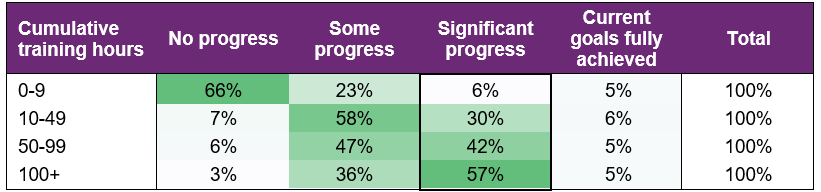 Cumulative training hours | No progress | Some progress | Significant progress | Current goals fully achieved | Total
0-9 | 66% | 23% | 6% | 5% | 100%
10-49 | 7% | 58% | 30% | 6% | 100%
50-99 | 6% | 47% | 42% | 5% | 100%
100+ | 3% | 36% | 57% | 5% | 100%